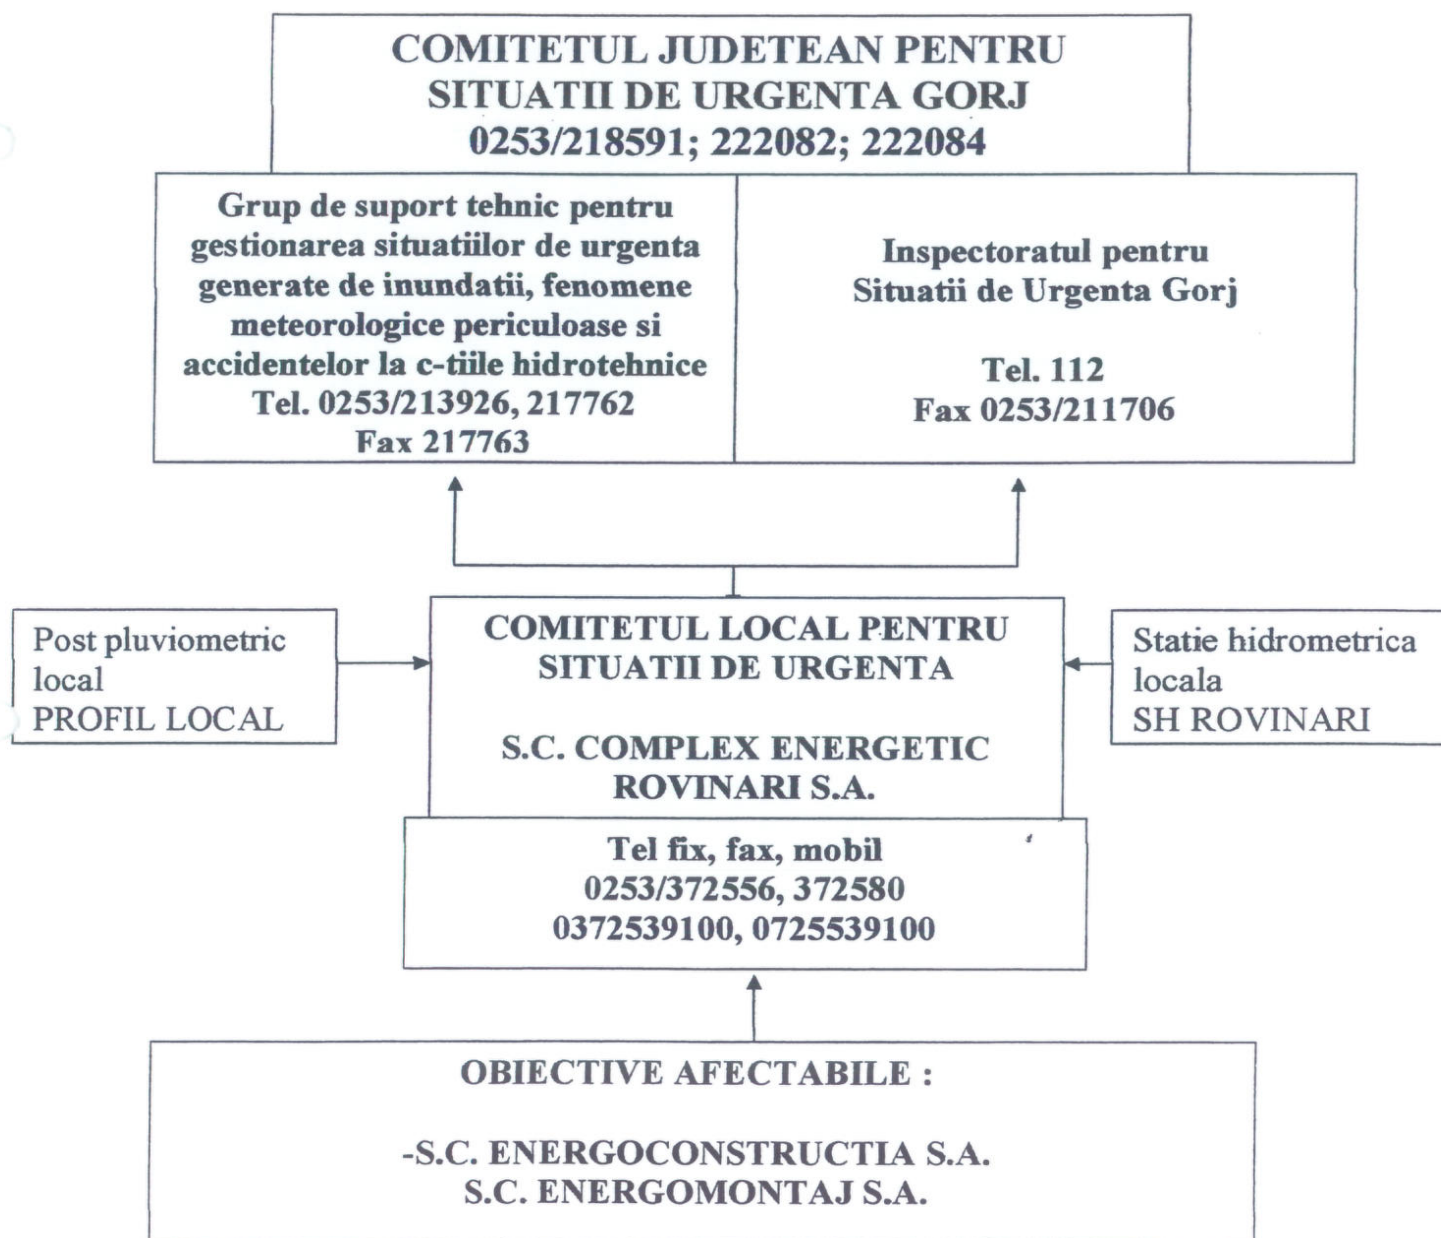 COMITETUL JUDETEAN PENTRU
SITUATII DE URGENTA GORJ
0253/218591; 222082; 222084
Grup de suport tehnic pentru
gestionarea situatiilor de urgenta
generate de inundatii, fenomene
meteorologice periculoase si
accidentelor la c-tiile hidrotehnice
Tel. 0253/213926, 217762
Fax 217763
Inspectoratul pentru
Situatii de Urgenta Gorj
Tel. 112
Fax 0253/211706
Post pluviometric
local
PROFIL LOCAL
COMITETUL LOCAL PENTRU
SITUATII DE URGENTA
S.C. COMPLEX ENERGETIC
ROVINARI S.A.
Statie hidrometrica
locala
SH ROVINARI
Tel fix, fax, mobil
0253/372556, 372580
0372539100, 0725539100
OBIECTIVE AFECTABILE :
-S.C. ENERGOCONSTRUCTIA S.A.
S.C. ENERGOMONTAJ S.A.